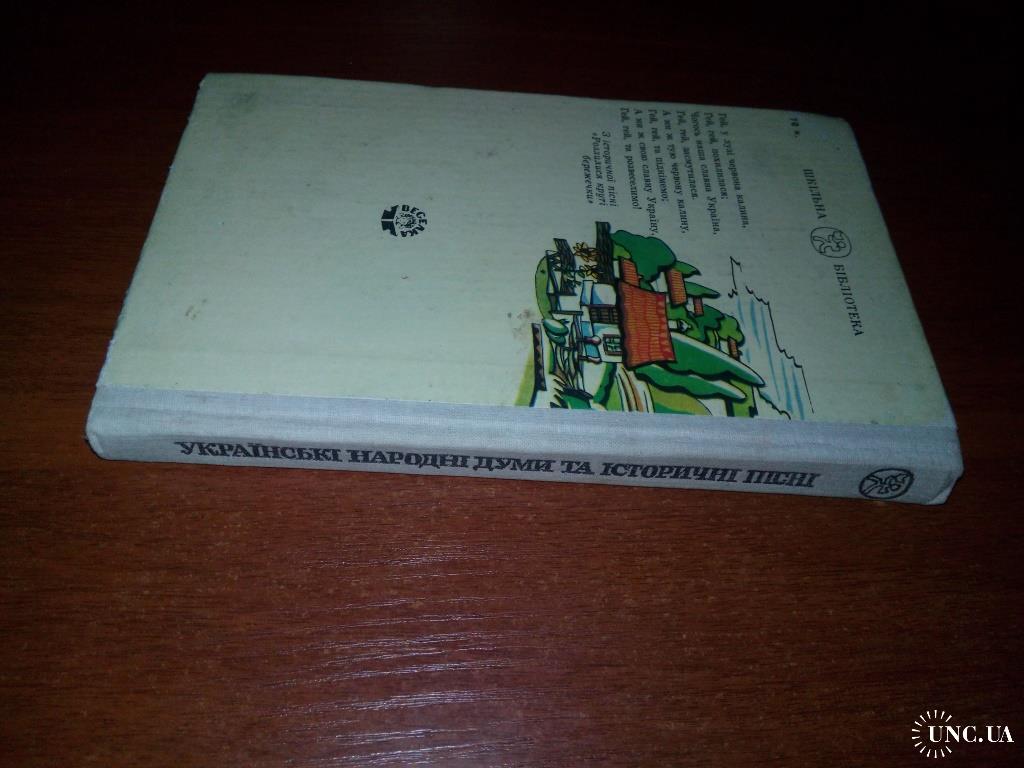 ШКІЛЬНА БІБЛІОТЕКА
78 к.
Гей, у лузі червона калина,
Гей, гей, похилилася;
Чогось наша славна Україна,
Гей, гей, засмутилася.
А ми ж тую червону калину,
Гей, гей, та піднімемо;
А ми ж свою славну Україну,
Гей, гей, та розвеселимо!
З історичної пісні
«Розлилися круті
бережечки»
ВЕСЕЛКА
УКРАЇНСЬКІ НАРОДНІ ДУМИ ТА ІСТОРИЧНІ ПІСНІ
UNC.UA